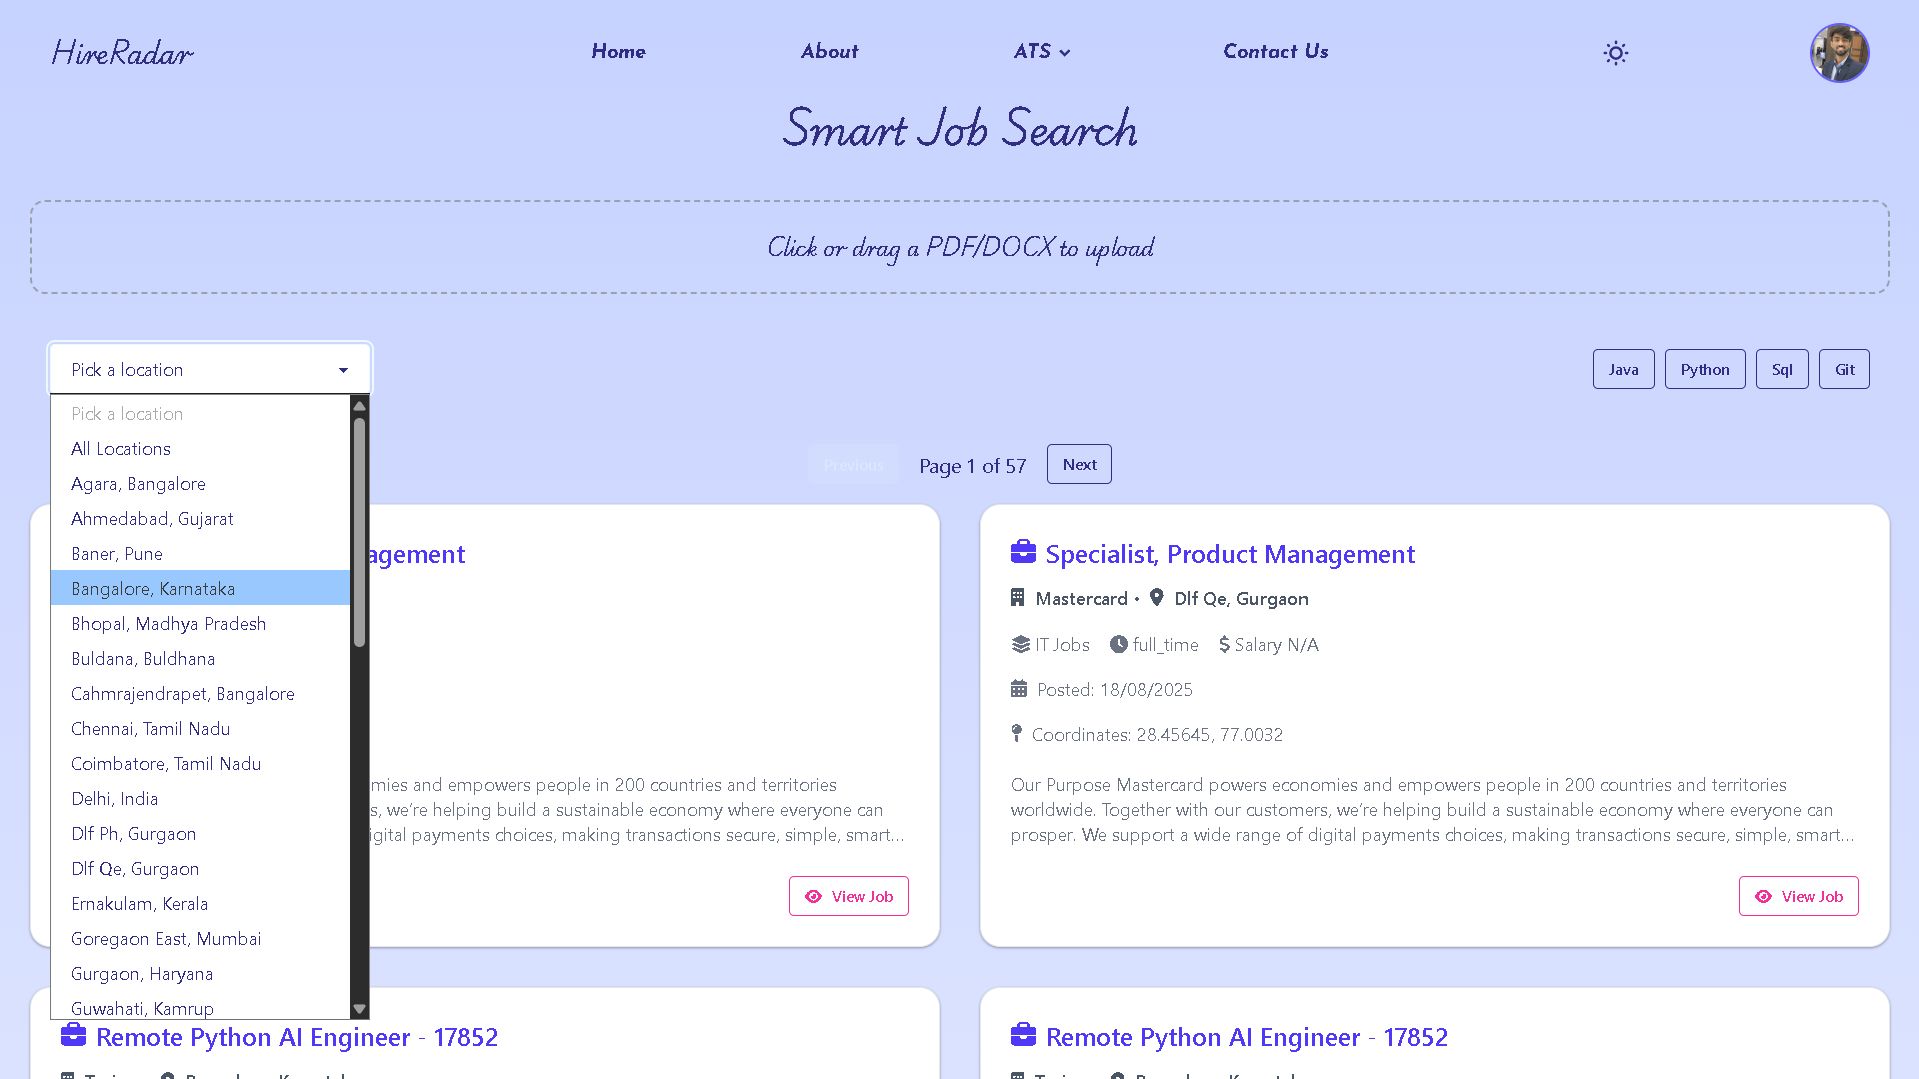 HireRadar
Home
About
ATS
Contact Us
Smart Job Search
Click or drag a PDF/DOCX to upload
Pick a location
Java
Python
Sql
Git
Pick a location
All Locations
Agara, Bangalore
Ahmedabad, Gujarat
Baner, Pune
Bangalore, Karnataka
Bhopal, Madhya Pradesh
Buldana, Buldhana
Cahmrajendrapet, Bangalore
Chennai, Tamil Nadu
Coimbatore, Tamil Nadu
Delhi, India
Dlf Ph, Gurgaon
Dlf Qe, Gurgaon
Ernakulam, Kerala
Goregaon East, Mumbai
Gurgaon, Haryana
Guwahati, Kamrup
Previous
Page 1 of 57
Next
agement
mies and empowers people in 200 countries and territories
s, we're helping build a sustainable economy where everyone can
igital payments choices, making transactions secure, simple, smart...
View Job
Specialist, Product Management
Mastercard • Dlf Qe, Gurgaon
IT Jobs full_time $ Salary N/A
Posted: 18/08/2025
Coordinates: 28.45645, 77.0032
Our Purpose Mastercard powers economies and empowers people in 200 countries and territories
worldwide. Together with our customers, we're helping build a sustainable economy where everyone can
prosper. We support a wide range of digital payments choices, making transactions secure, simple, smart...
View Job
Remote Python AI Engineer - 17852
Remote Python AI Engineer - 17852